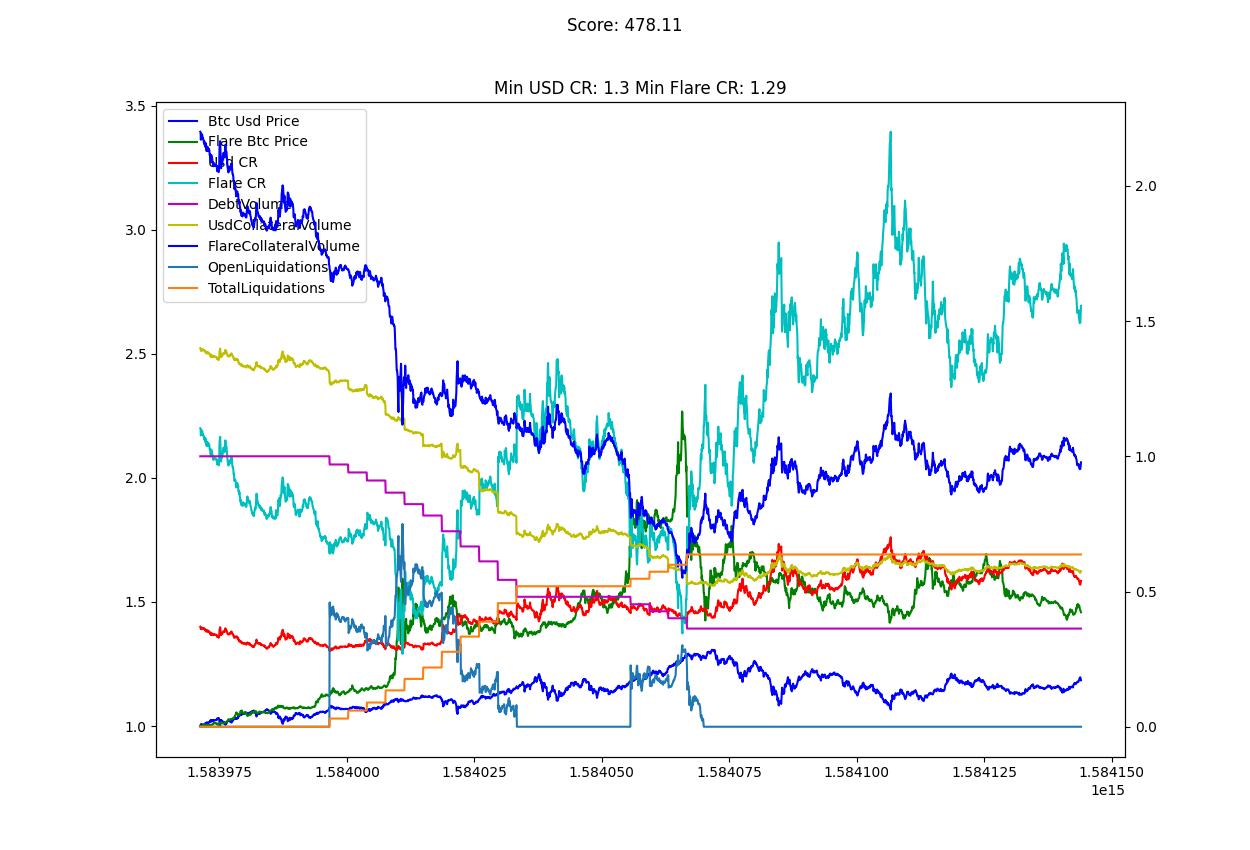 Score: 478.11
Min USD CR: 1.3 Min Flare CR: 1.29
Btc Usd Price
Flare Btc Price
Usd CR
Flare CR
DebtVolume
UsdCollateralVolume
FlareCollateralVolume
OpenLiquidations
TotalLiquidations
3.5
3.0
2.5
2.0
1.5
1.0
2.0
1.5
1.0
0.5
0.0
1.583975
1.584000
1.584025
1.584050
1.584075
1.584100
1.584125
1.584150
1e15